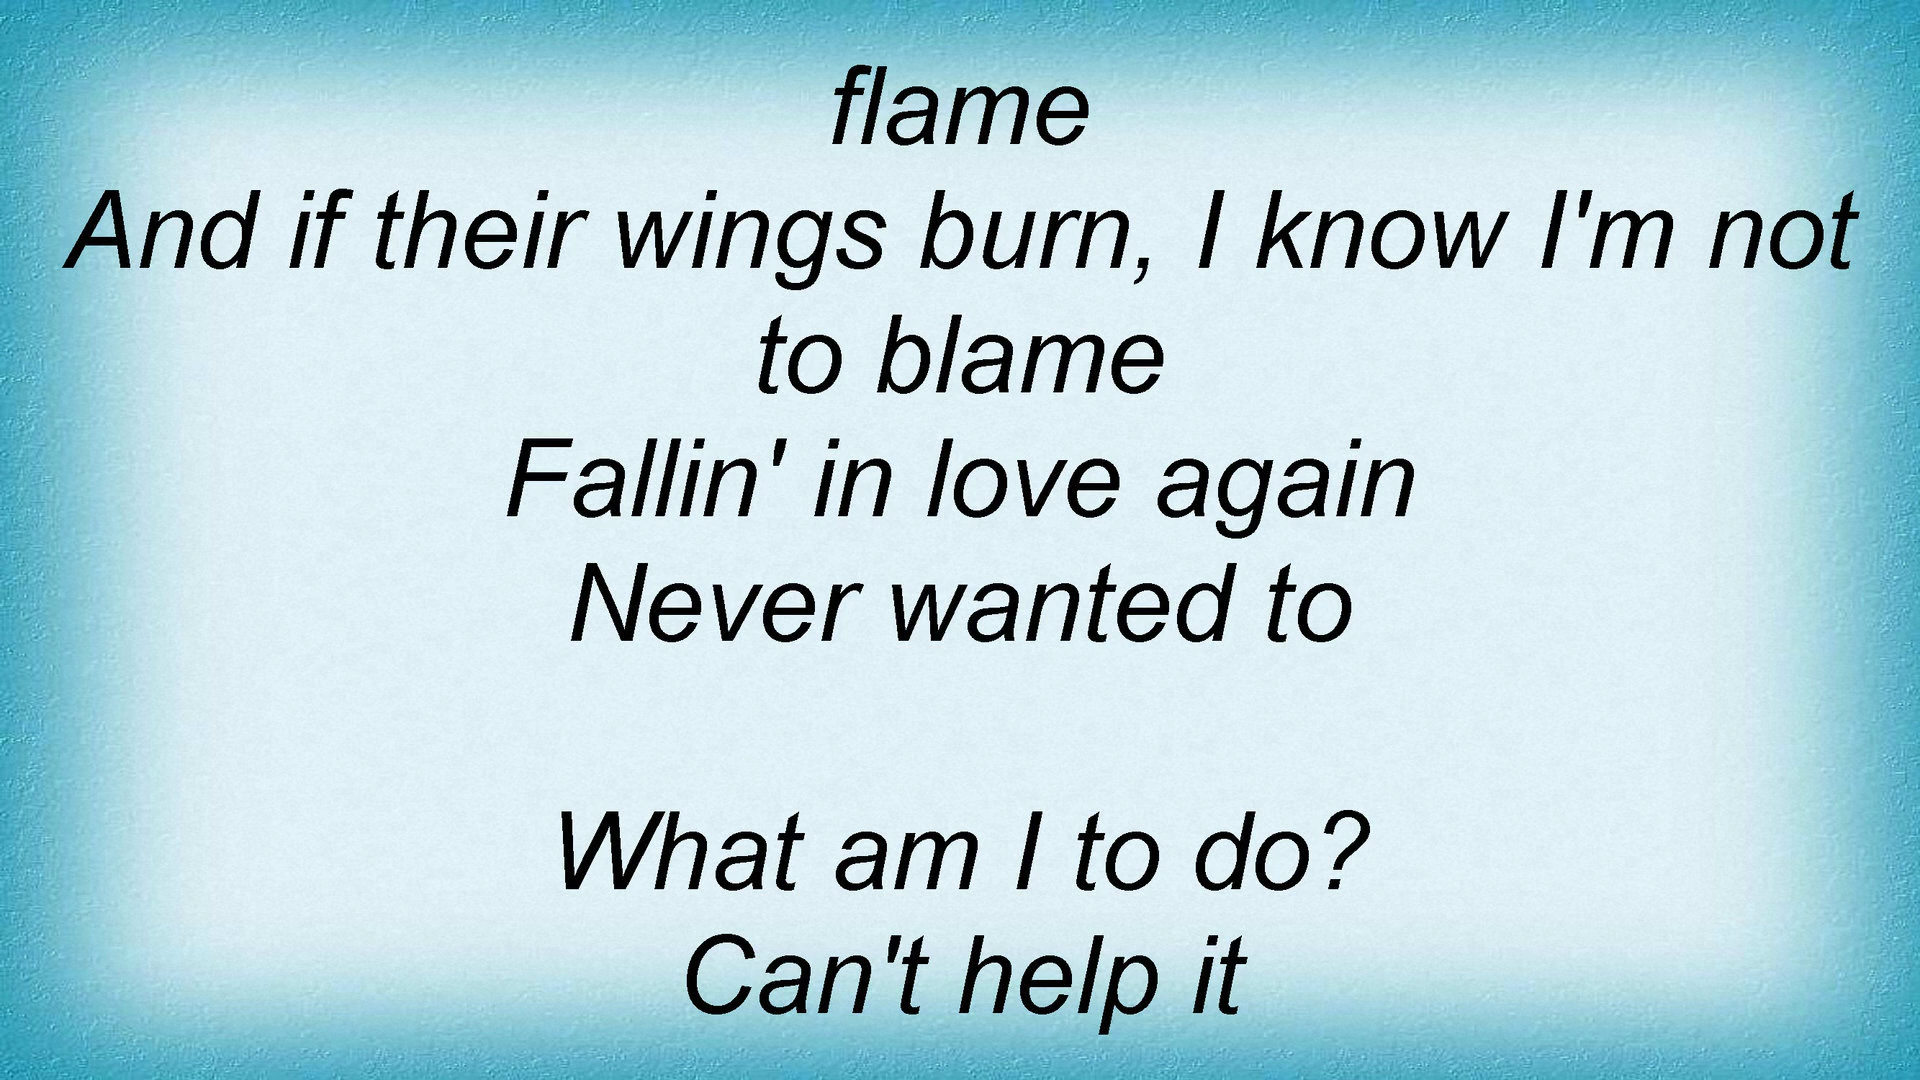 flame
And if their wings burn, I know I'm not
to blame
Fallin' in love again
Never wanted to
What am I to do?
Can't help it